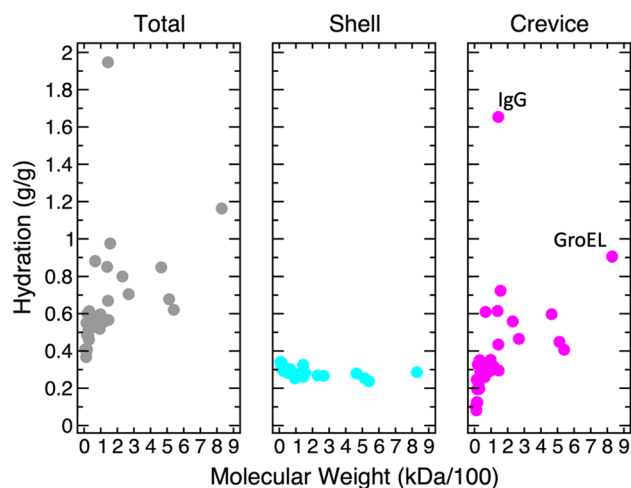 Total Shell Crevice
2
1.8
1.6
1.4
1.2
1
0.8
0.6
0.4
0.2
0
Hydration (g/g)
IgG
GroEL
0 1 2 3 4 5 6 7 8 9 0 1 2 3 4 5 6 7 8 9 0 1 2 3 4 5 6 7 8 9
Molecular Weight (kDa/100)